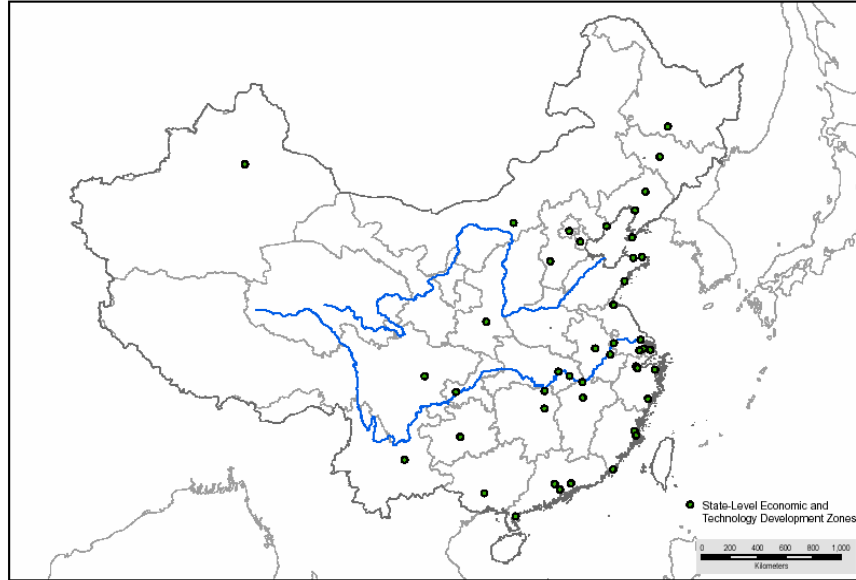 State-Level Economic and
Technology Development Zones
0 200 400 600 800 1,000
Kilometers